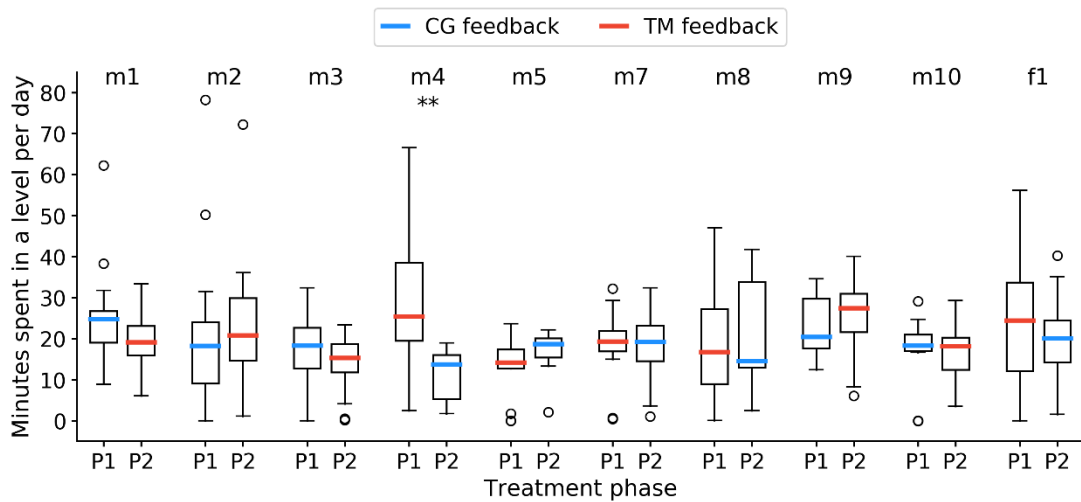 CG feedback TM feedback
m1 m2 m3 m4 m5 m7 m8 m9 m10 f1
**
Minutes spent in a level per day
80
70
60
50
40
30
20
10
0
P1 P2 P1 P2 P1 P2 P1 P2 P1 P2 P1 P2 P1 P2 P1 P2 P1 P2 P1 P2
Treatment phase